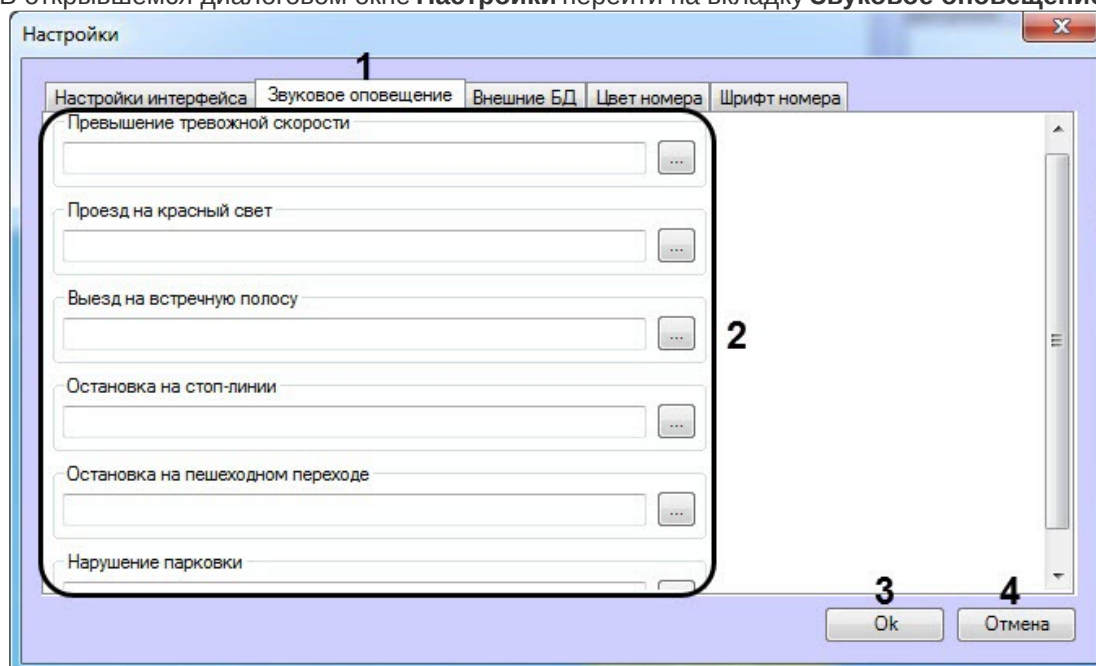 В открывшемся диалоговом окне Настройки перейти на вкладку Звуковое оповещение
Настройки
1
Настройки интерфейса Звуковое оповещение Внешние БД Цвет номера Шрифт номера
Превышение тревожной скорости
...
Проезд на красный свет
...
Выезд на встречную полосу
...
2
Остановка на стоп-линии
...
Остановка на пешеходном переходе
...
Нарушение парковки
3 4
Ok Отмена